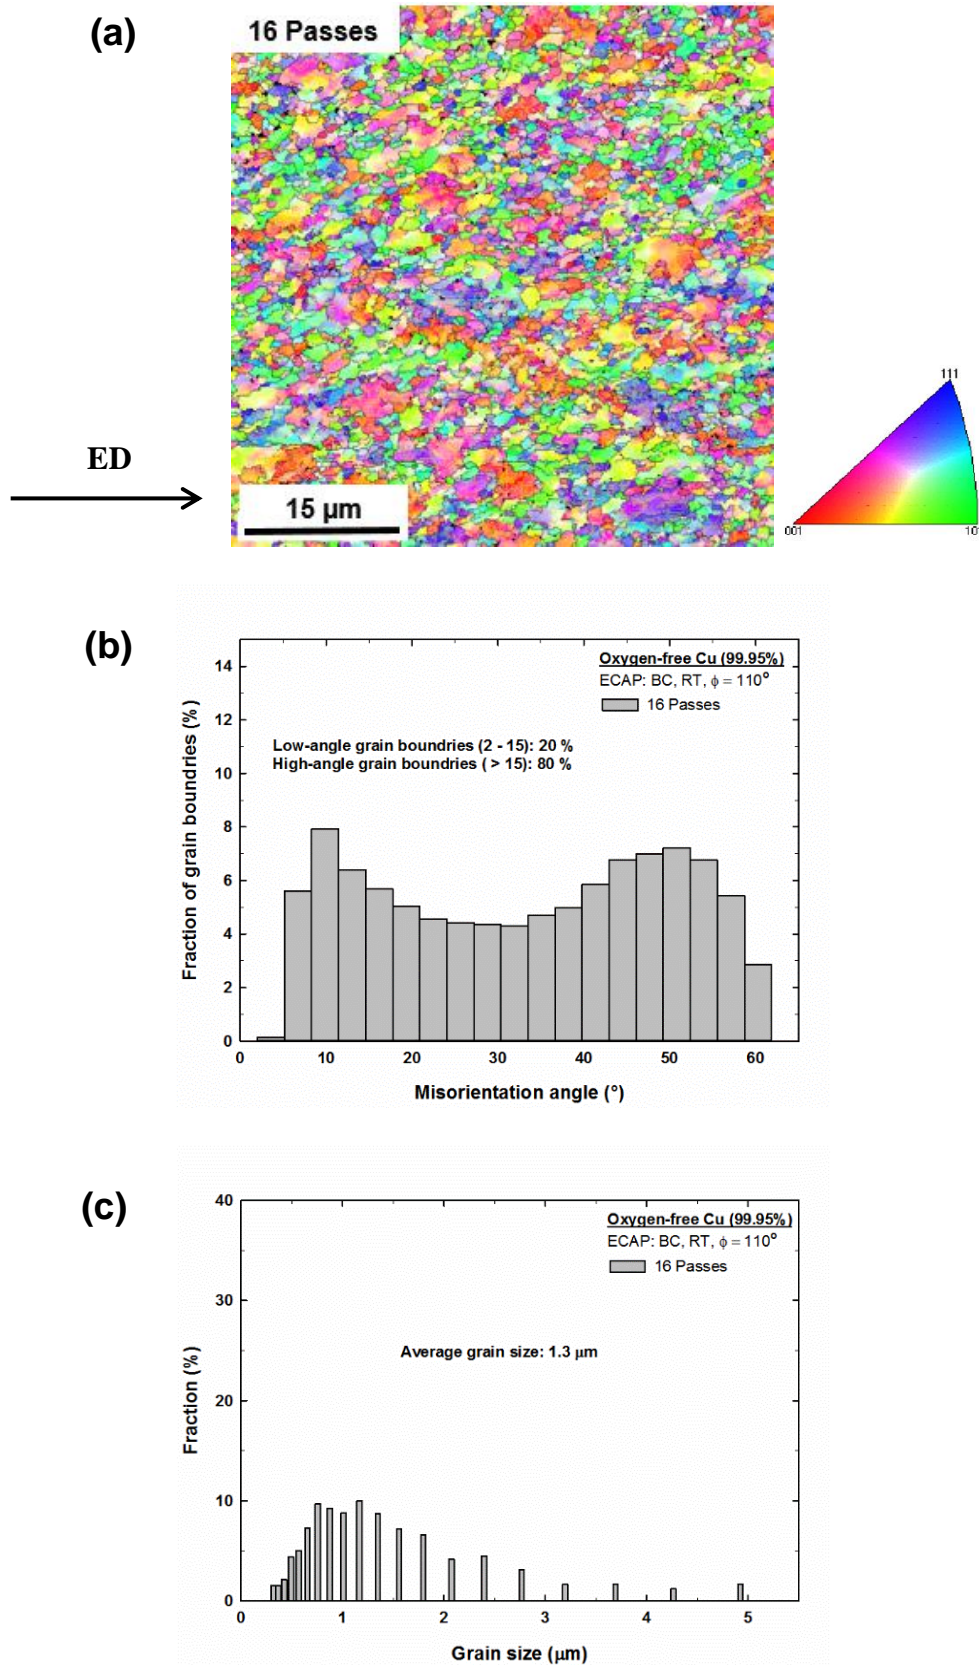 (a)
16 Passes
111
ED
15 µm
001
10
(b)
14
12
10
8
6
4
2
0
Fraction of grain boundries (%)
Oxygen-free Cu (99.95%)
ECAP: BC, RT, ϕ = 110°
16 Passes
Low-angle grain boundries (2 - 15): 20 %
High-angle grain boundries ( > 15): 80 %
0 10 20 30 40 50 60
Misorientation angle (°)
(c)
40
30
20
10
0
Fraction (%)
Oxygen-free Cu (99.95%)
ECAP: BC, RT, ϕ = 110°
16 Passes
Average grain size: 1.3 µm
0 1 2 3 4 5
Grain size (µm)